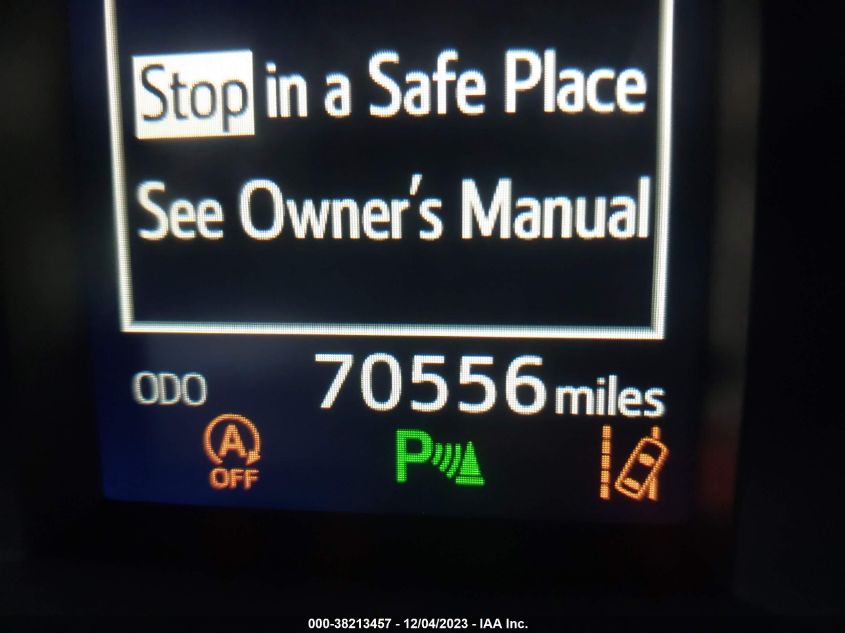 Stop in a Safe Place
See Owner's Manual
ODO 70556 miles
A OFF P
000-38213457 - 12/04/2023 - IAA Inc.